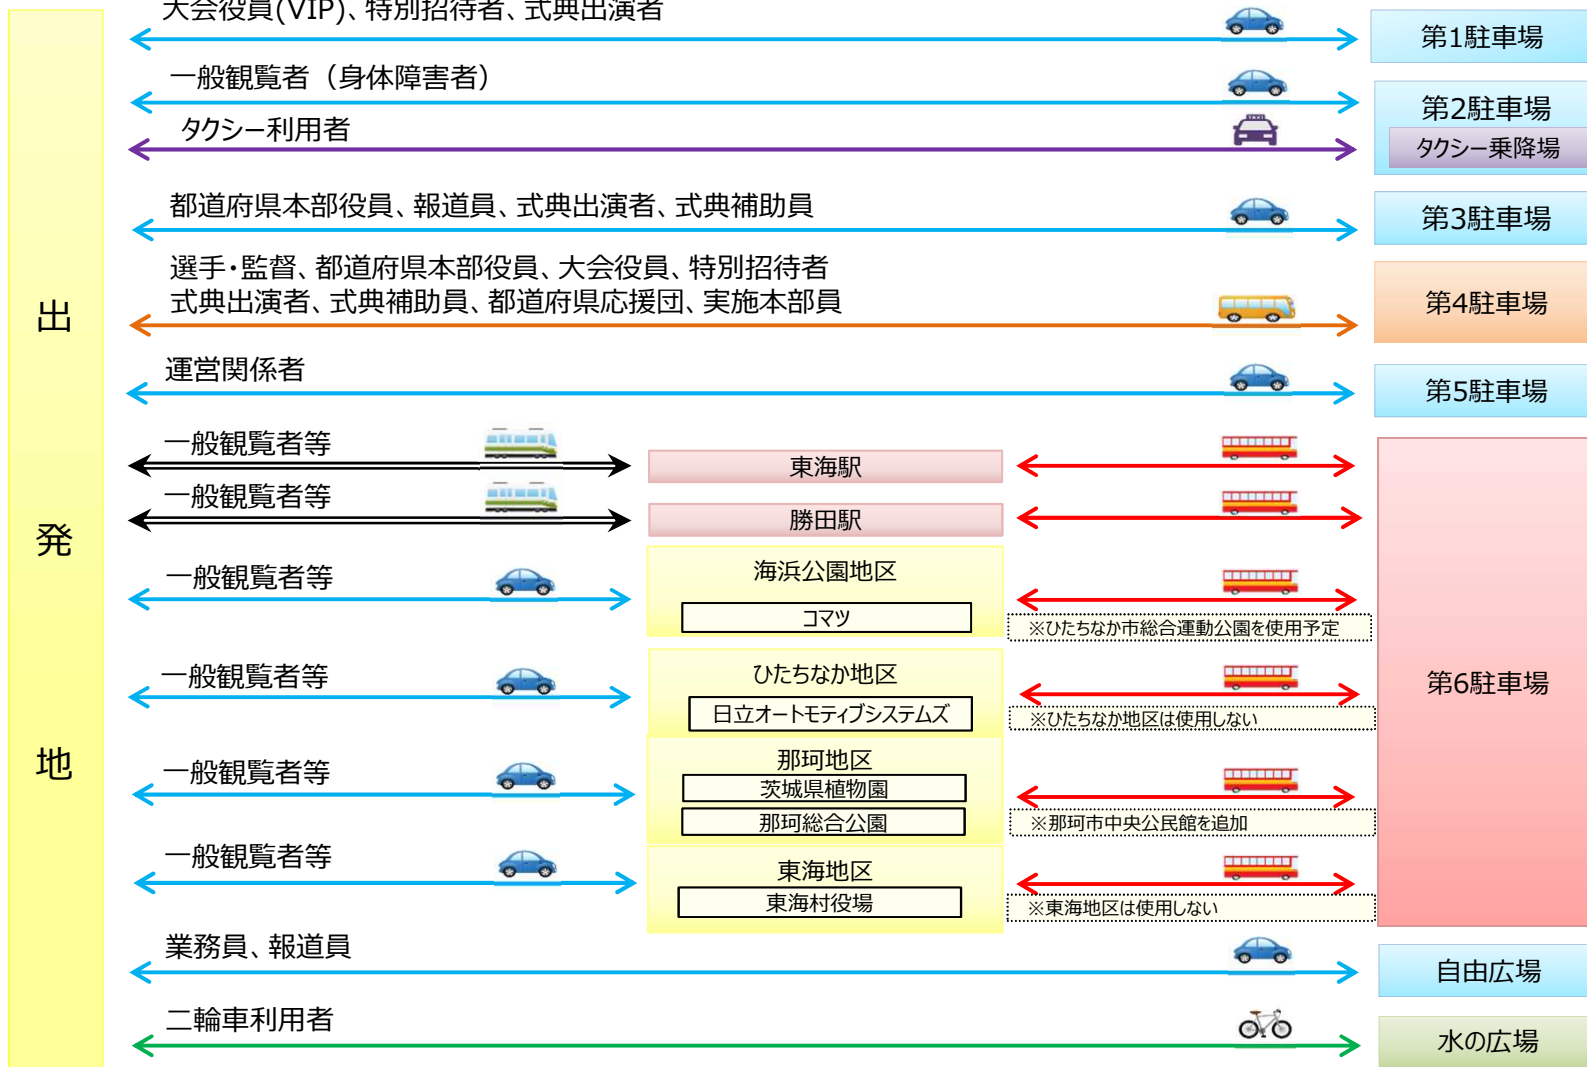 大会役員(VIP)、特別招待者、式典出演者
第1駐車場
一般観覧者（身体障害者）
第2駐車場
タクシー利用者
TAXI
タクシー乗降場
都道府県本部役員、報道員、式典出演者、式典補助員
第3駐車場
選手・監督、都道府県本部役員、大会役員、特別招待者
式典出演者、式典補助員、都道府県応援団、実施本部員
第4駐車場
出
発
地
運営関係者
第5駐車場
一般観覧者等
東海駅
一般観覧者等
勝田駅
一般観覧者等
海浜公園地区
コマツ
※ひたちなか市総合運動公園を使用予定
一般観覧者等
ひたちなか地区
日立オートモティブシステムズ
※ひたちなか地区は使用しない
第6駐車場
一般観覧者等
那珂地区
茨城県植物園
那珂総合公園
※那珂市中央公民館を追加
一般観覧者等
東海地区
東海村役場
※東海地区は使用しない
業務員、報道員
自由広場
二輪車利用者
水の広場